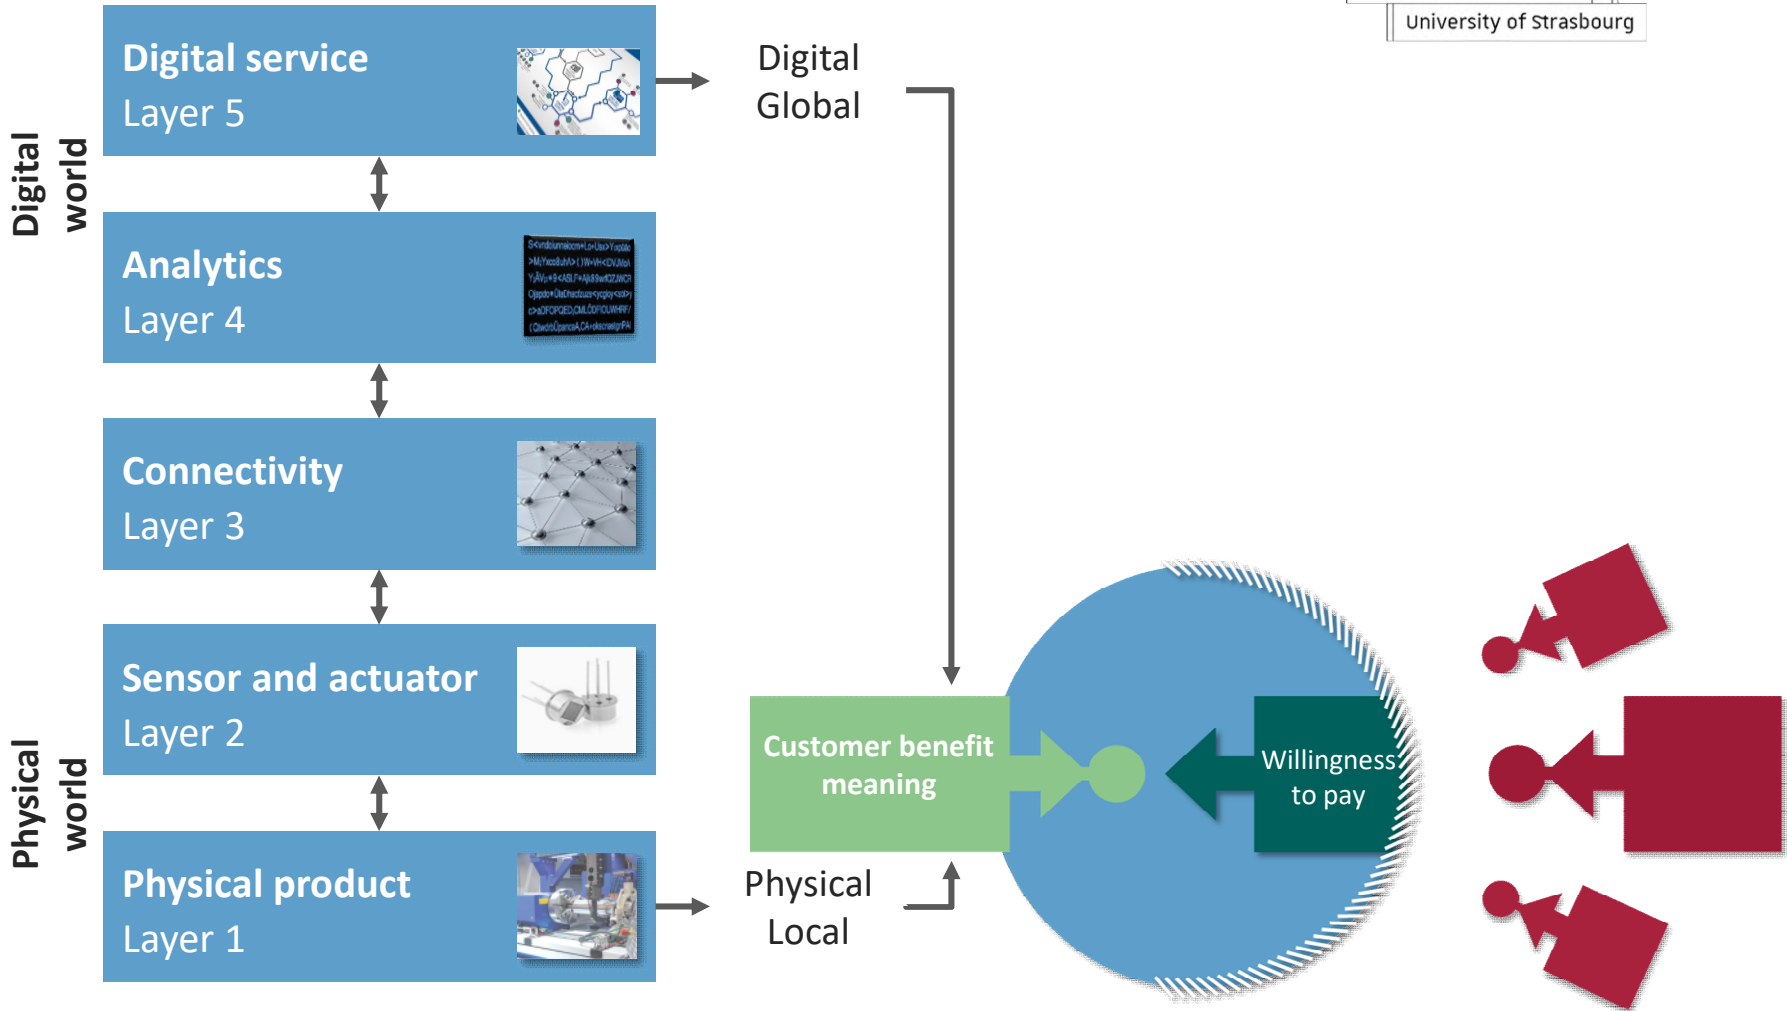 University of Strasbourg
Digital
world
Digital service
Layer 5
Analytics
Layer 4
Connectivity
Layer 3
Physical
world
Sensor and actuator
Layer 2
Physical product
Layer 1
Digital
Global
Customer benefit
meaning
Physical
Local
Willingness
to pay